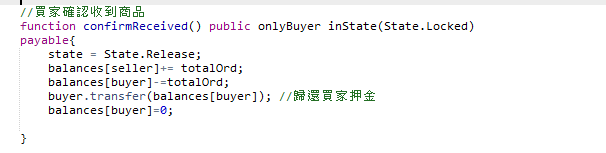 //買家確認收到商品
function confirmReceived() public onlyBuyer inState(State.Locked)
payable{
state = State.Release;
balances[seller]+= totalOrd;
balances[buyer]-=totalOrd;
buyer.transfer(balances[buyer]); //歸還買家押金
balances[buyer]=0;
}